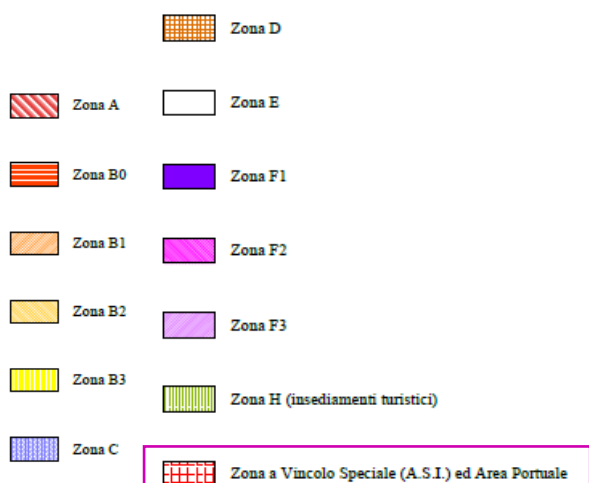 Zona D
Zona A
Zona E
Zona B0
Zona F1
Zona B1
Zona F2
Zona B2
Zona F3
Zona B3
Zona H (insediamenti turistici)
Zona C
Zona a Vincolo Speciale (A.S.I.) ed Area Portuale